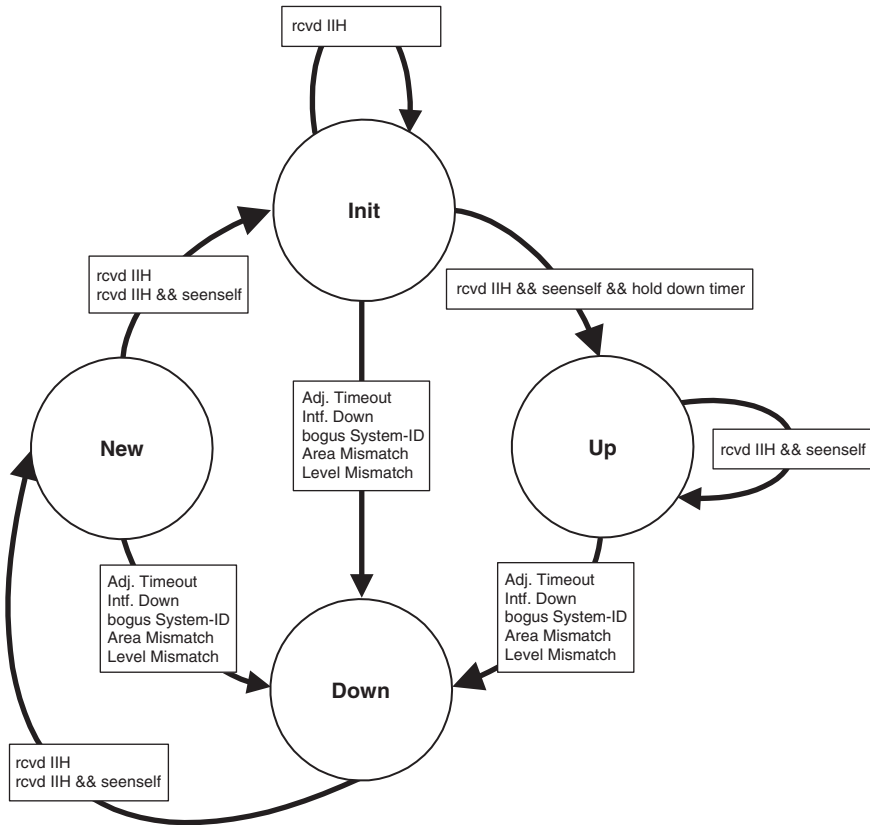 rcvd IIH
Init
rcvd IIH
rcvd IIH && seenself
rcvd IIH && seenself && hold down timer
Adj. Timeout
Intf. Down
bogus System-ID
Area Mismatch
Level Mismatch
New
Up
rcvd IIH && seenself
Adj. Timeout
Intf. Down
bogus System-ID
Area Mismatch
Level Mismatch
Adj. Timeout
Intf. Down
bogus System-ID
Area Mismatch
Level Mismatch
Down
rcvd IIH
rcvd IIH && seenself